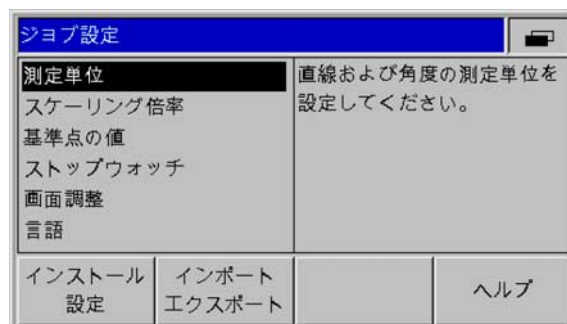 ジョブ設定
測定単位
スケーリング倍率
基準点の値
ストップウォッチ
画面調整
言語
直線および角度の測定単位を
設定してください。
インストール
設定
インポート
エクスポート
ヘルプ